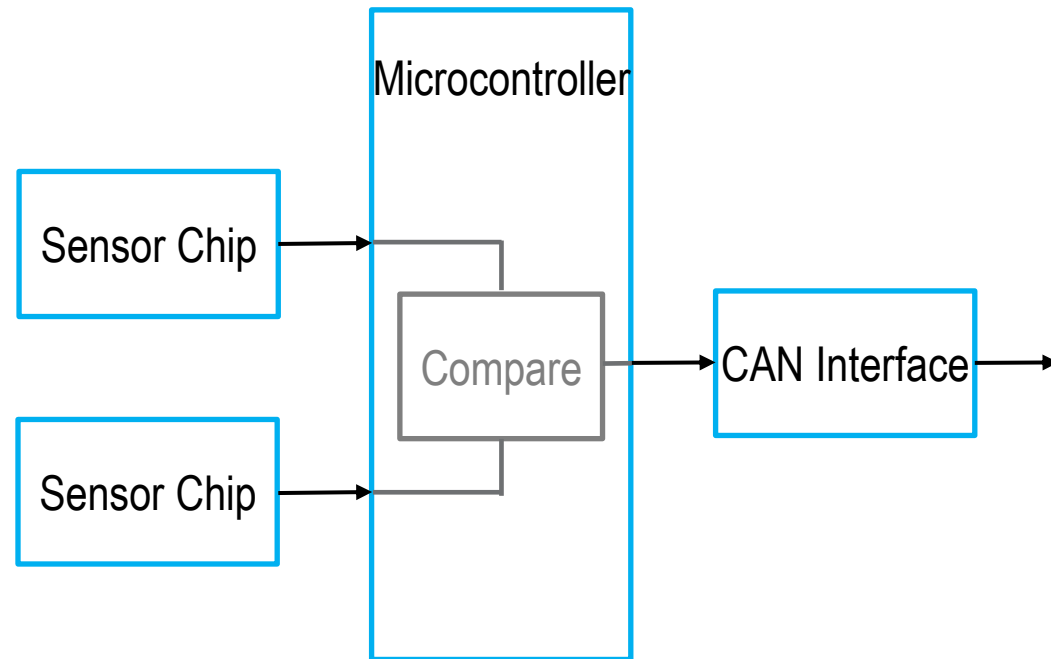 Microcontroller
Sensor Chip
Compare
CAN Interface
Sensor Chip